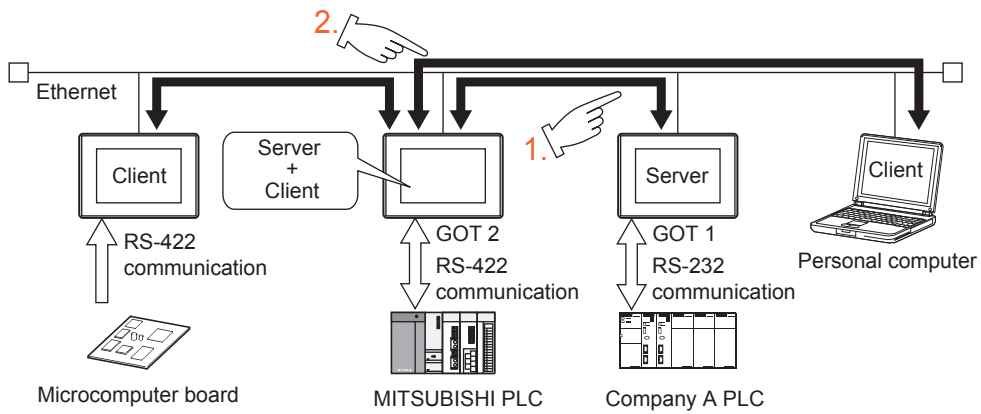 2.
Ethernet
1.
Client
Server
+
Client
Server
Client
RS-422
communication
GOT 2
RS-422
communication
GOT 1
RS-232
communication
Personal computer
Microcomputer board
MITSUBISHI PLC
Company A PLC